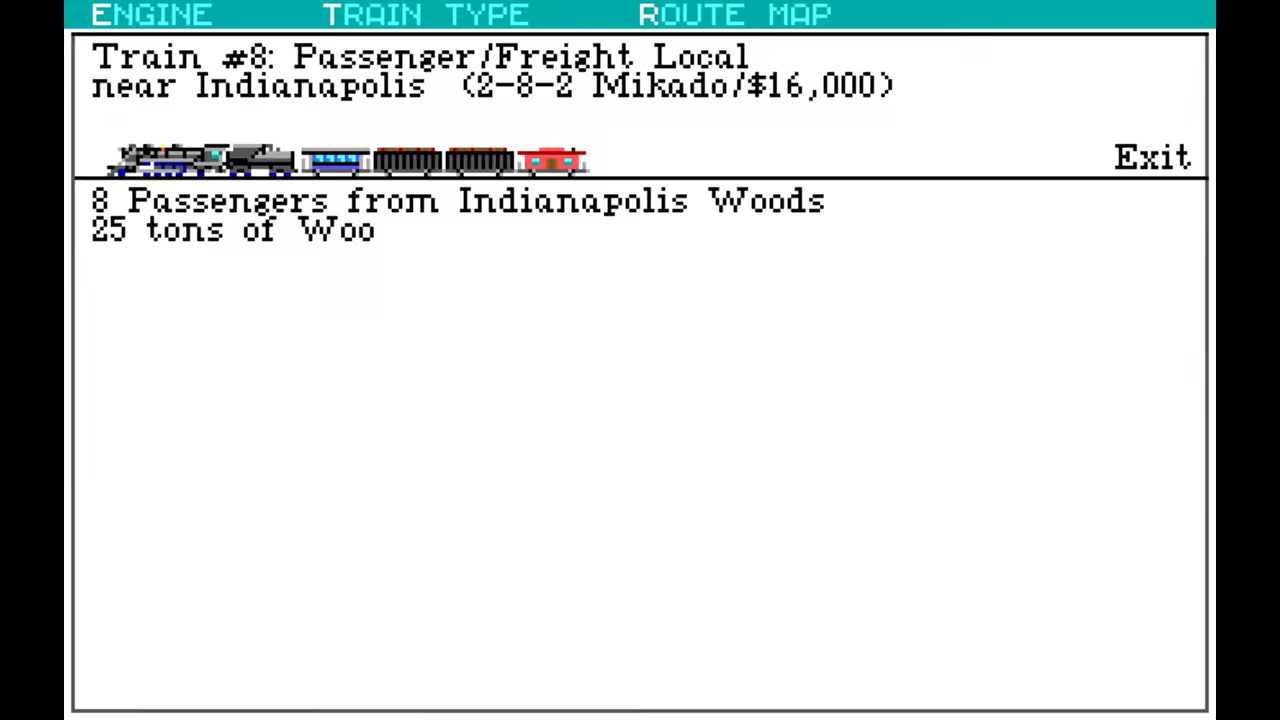 ENGINE TRAIN TYPE ROUTE MAP
Train #8: Passenger/Freight Local
near Indianapolis (2-8-2 Mikado/$16,000)
Exit
8 Passengers from Indianapolis Woods
25 tons of Woo